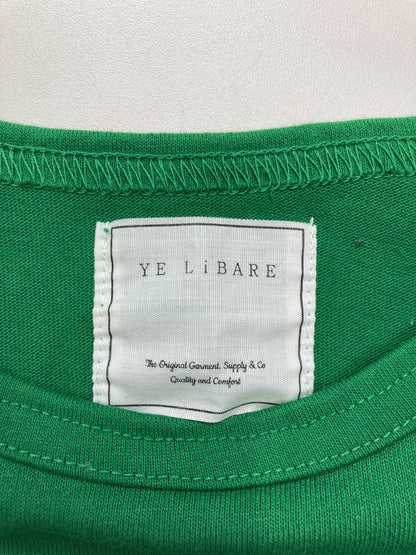 YE LiBARE
The Original Garment, Supply & Co
Quality and Comfort